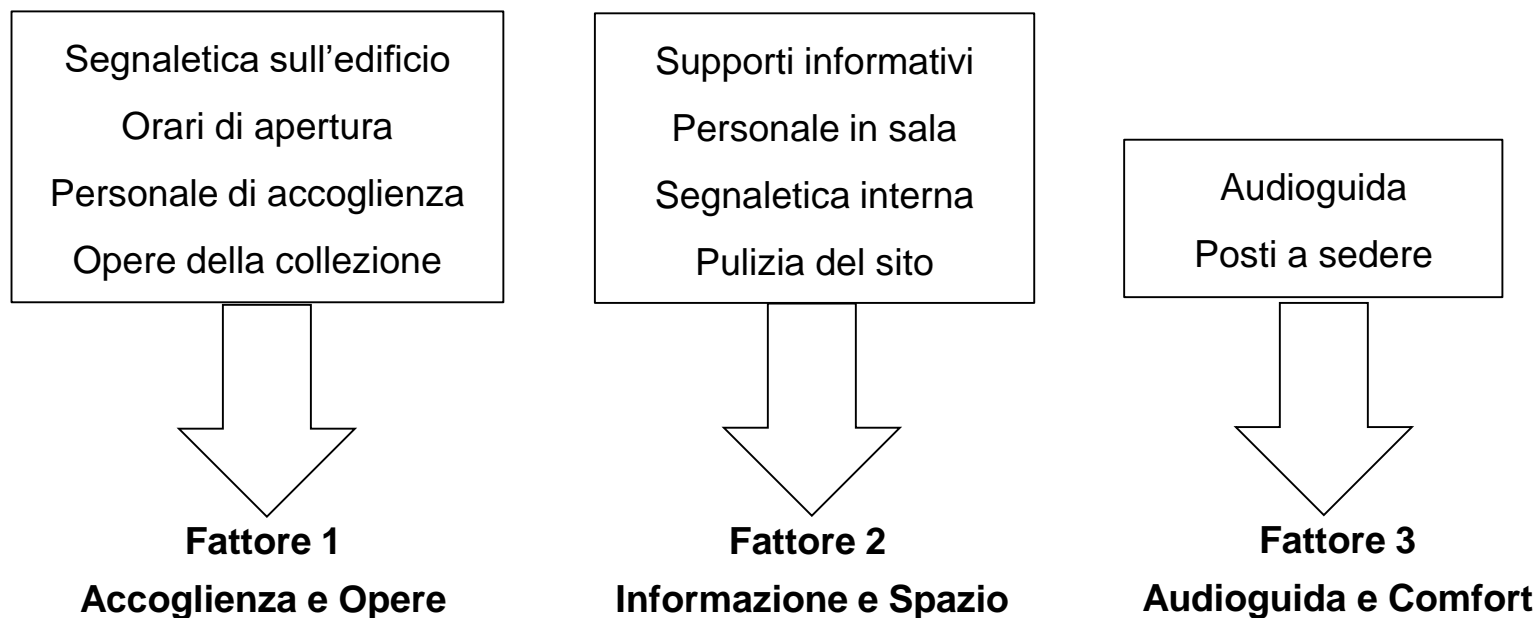 Segnaletica sull’edificio
Orari di apertura
Personale di accoglienza
Opere della collezione
Supporti informativi
Personale in sala
Segnaletica interna
Pulizia del sito
Audioguida
Posti a sedere
Fattore 1
Accoglienza e Opere
Fattore 2
Informazione e Spazio
Fattore 3
Audioguida e Comfort